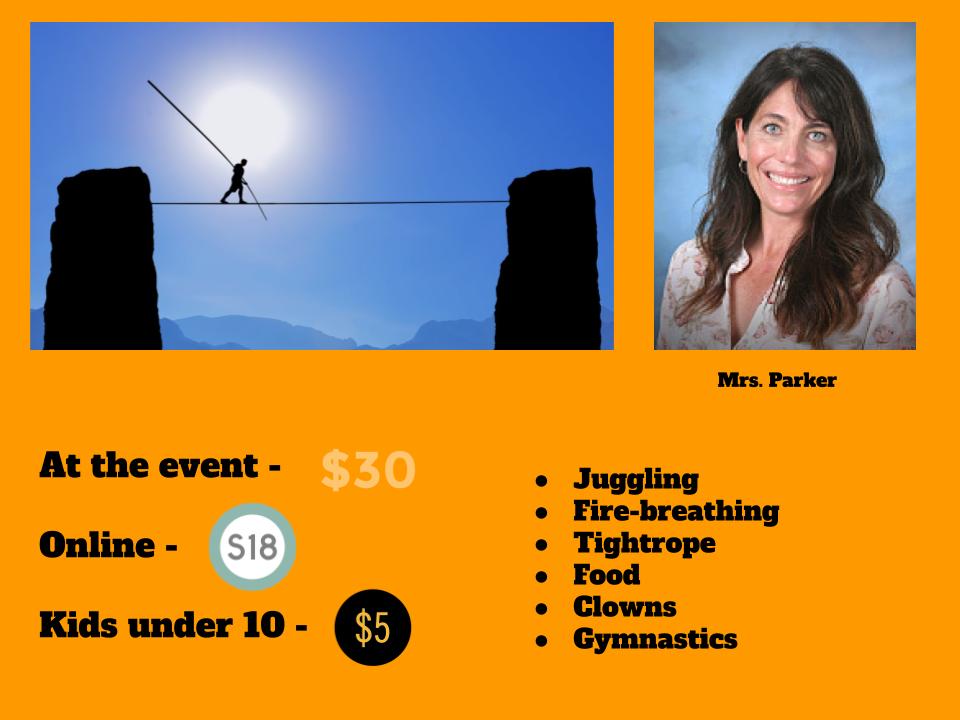 Mrs. Parker
At the event - $30
Online - S18
Kids under 10 - $5
● Juggling
● Fire-breathing
● Tightrope
● Food
● Clowns
● Gymnastics